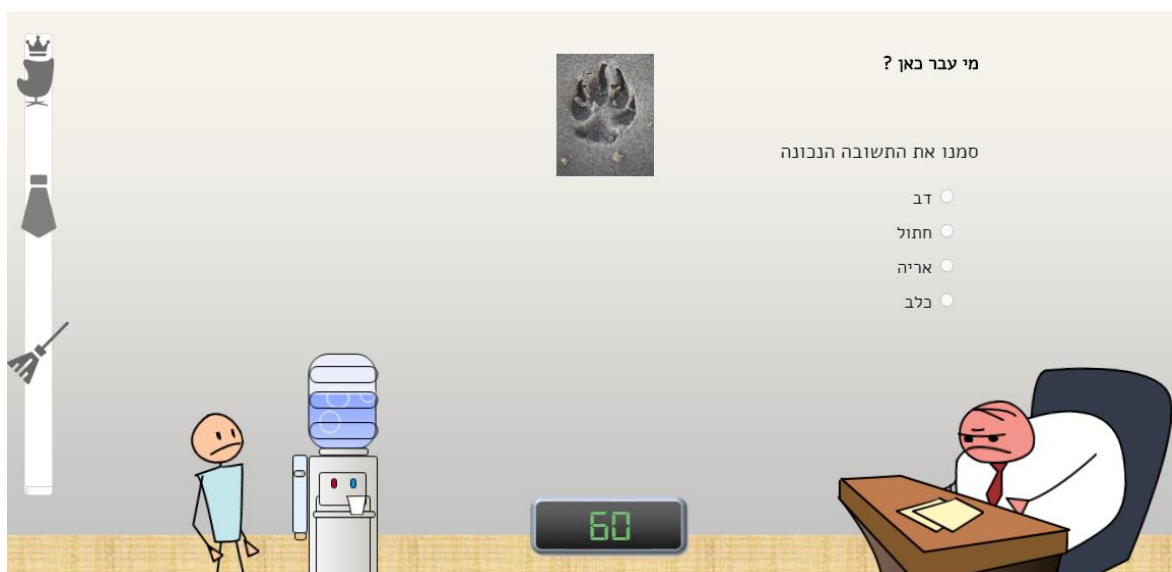 מי עבר כאן ?
סמנו את התשובה הנכונה
דב
חתול
אריה
כלב
60